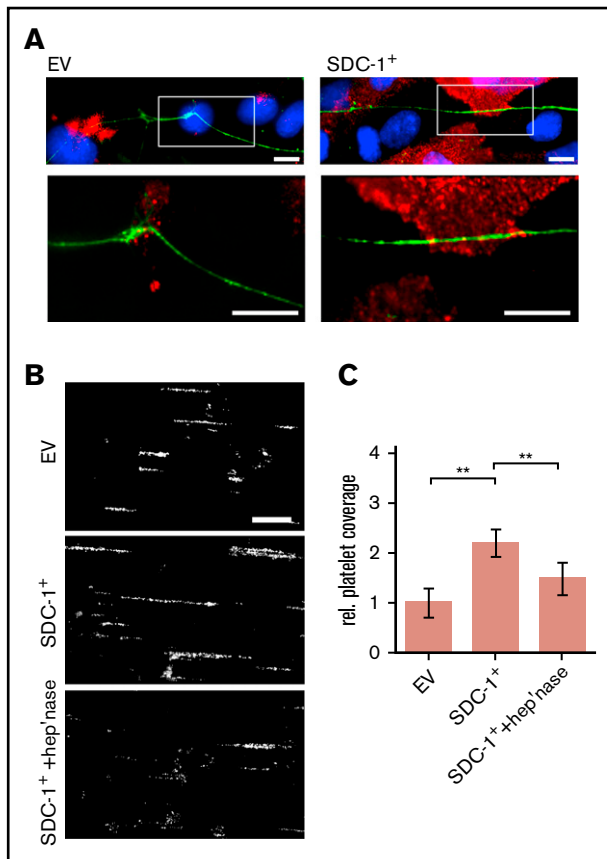 A
EV
SDC-1⁺
B
EV
SDC-1⁺
SDC-1⁺ +hep'nase
C
rel. platelet coverage
4
3
2
1
0
**
**
EV
SDC-1⁺
SDC-1⁺+hep'nase